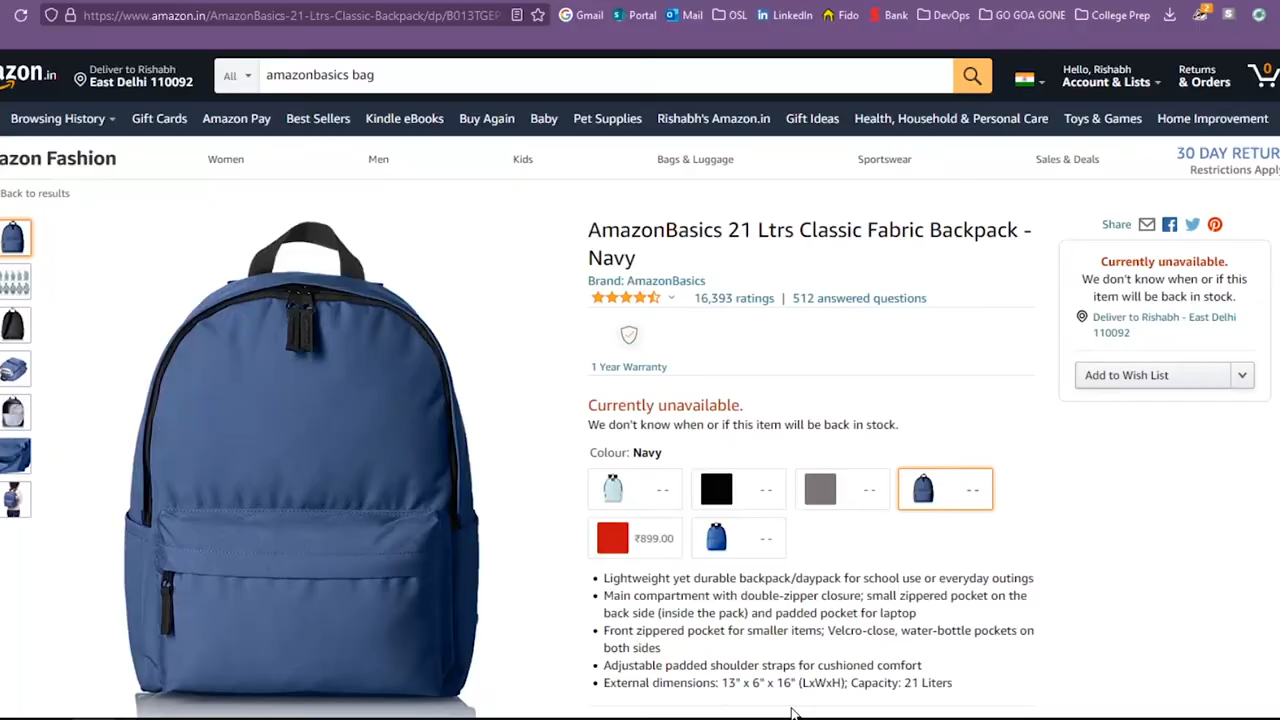 https://www.amazon.in/AmazonBasics-21-Ltrs-Classic-Backpack/dp/B013TGEP
Gmail
Portal
Mail
OSL
LinkedIn
Fido
Bank
DevOps
GO GOA GONE
College Prep
2
azon.in
Deliver to Rishabh
East Delhi 110092
All
amazonbasics bag
Hello, Rishabh
Account & Lists
Returns
& Orders
0
Browsing History
Gift Cards
Amazon Pay
Best Sellers
Kindle eBooks
Buy Again
Baby
Pet Supplies
Rishabh's Amazon.in
Gift Ideas
Health, Household & Personal Care
Toys & Games
Home Improvement
azon Fashion
Women
Men
Kids
Bags & Luggage
Sportswear
Sales & Deals
30 DAY RETUR
Restrictions Apply
Back to results
AmazonBasics 21 Ltrs Classic Fabric Backpack -
Navy
Brand: AmazonBasics
16,393 ratings | 512 answered questions
1 Year Warranty
Currently unavailable.
We don't know when or if this item will be back in stock.
Colour: Navy
- -
- -
- -
- -
₹899.00
- -
• Lightweight yet durable backpack/daypack for school use or everyday outings
• Main compartment with double-zipper closure; small zippered pocket on the
back side (inside the pack) and padded pocket for laptop
• Front zippered pocket for smaller items; Velcro-close, water-bottle pockets on
both sides
• Adjustable padded shoulder straps for cushioned comfort
• External dimensions: 13" x 6" x 16" (LxWxH); Capacity: 21 Liters
Share
Currently unavailable.
We don't know when or if this
item will be back in stock.
Deliver to Rishabh - East Delhi
110092
Add to Wish List